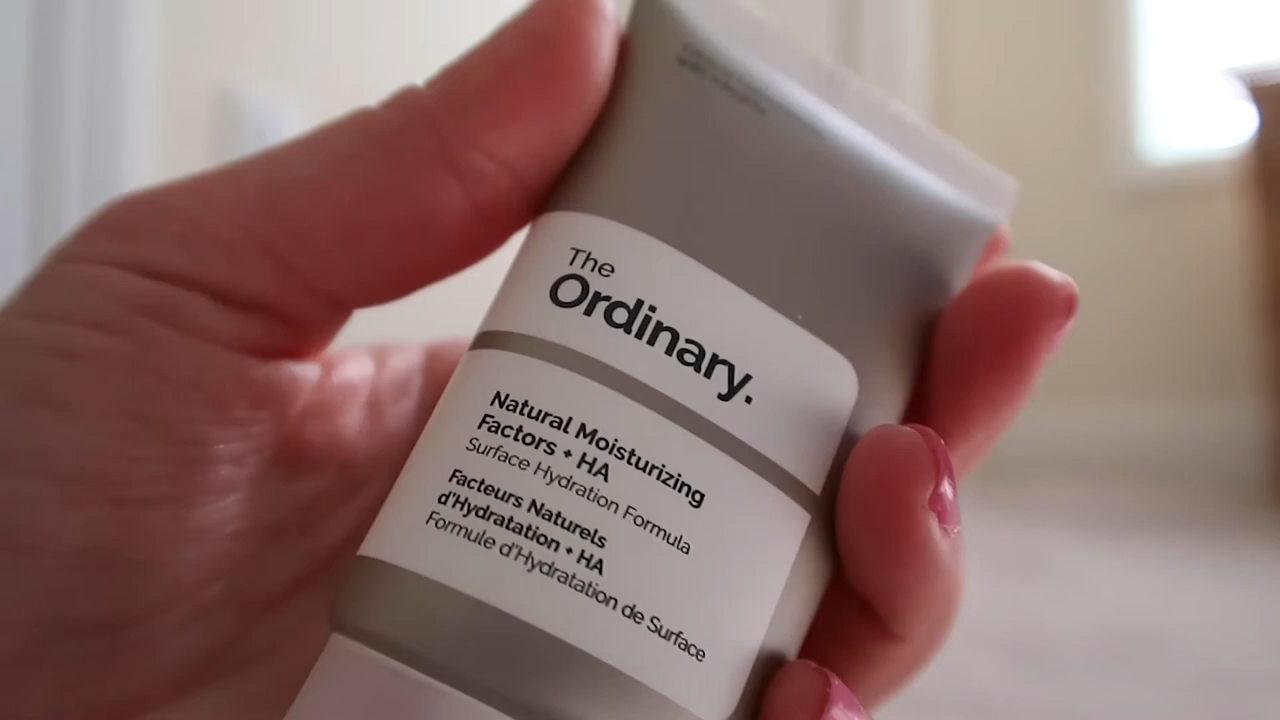 The
Ordinary.
Natural Moisturizing
Factors + HA
Surface Hydration Formula
Facteurs Naturels
d'Hydratation + HA
Formule d'Hydratation de Surface